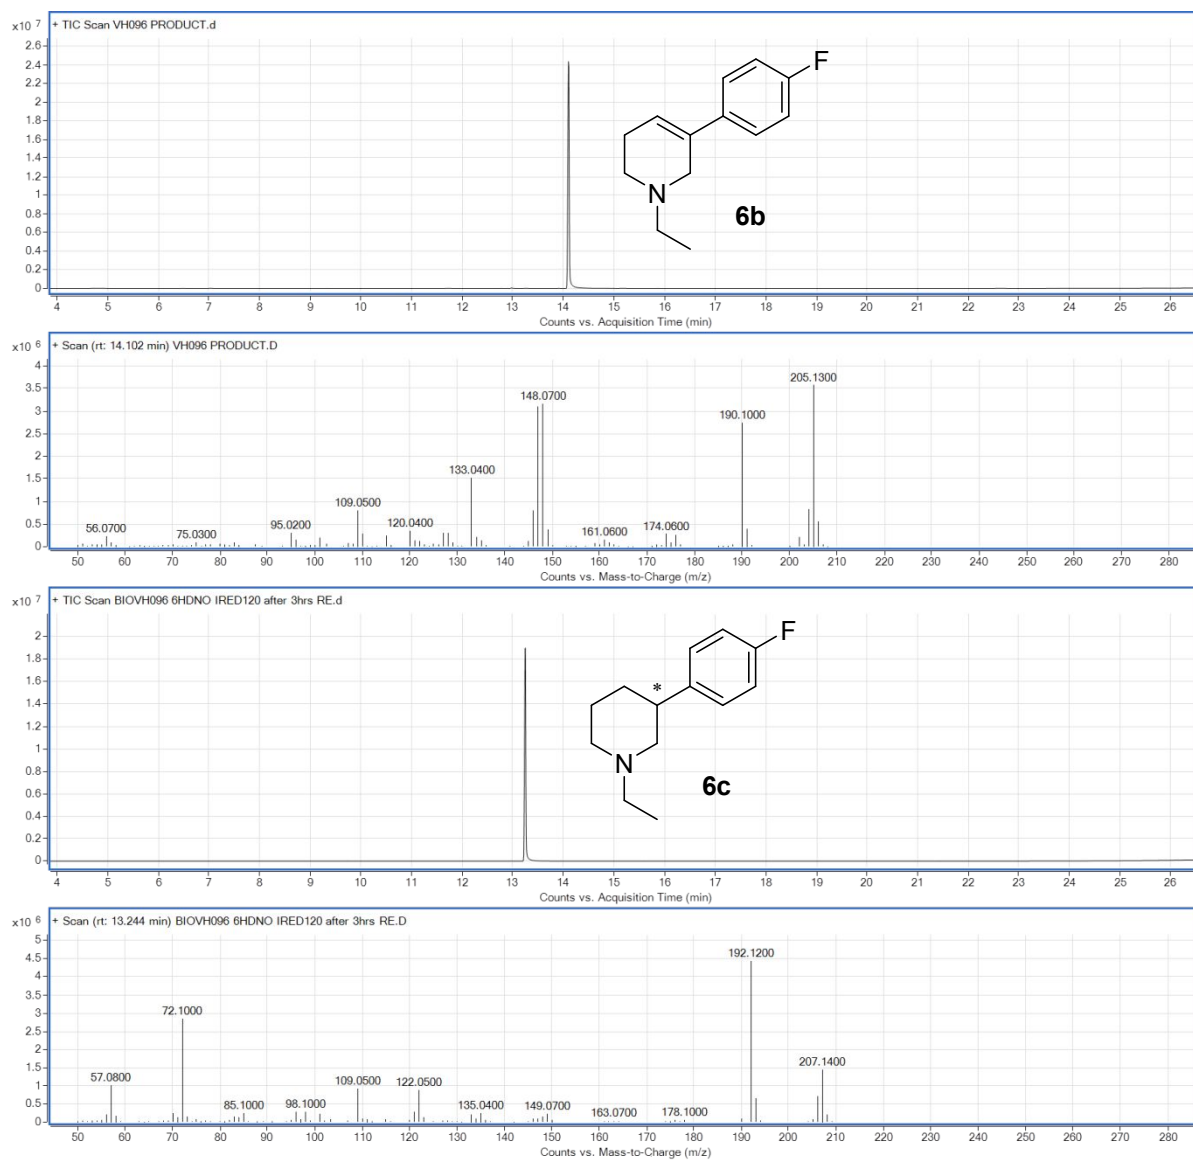 x10 7
+ TIC Scan VH096 PRODUCT.d
2.6
2.4
2.2
2
1.8
1.6
1.4
1.2
1
0.8
0.6
0.4
0.2
0
F
N
6b
4 5 6 7 8 9 10 11 12 13 14 15 16 17 18 19 20 21 22 23 24 25 26
Counts vs. Acquisition Time (min)
x10 6
+ Scan (rt: 14.102 min) VH096 PRODUCT.D
4
3.5
3
2.5
2
1.5
1
0.5
0
56.0700 75.0300 95.0200 109.0500 120.0400 133.0400 148.0700 161.0600 174.0600 190.1000 205.1300
50 60 70 80 90 100 110 120 130 140 150 160 170 180 190 200 210 220 230 240 250 260 270 280
Counts vs. Mass-to-Charge (m/z)
x10 7
+ TIC Scan BIOVH096 6HDNO IRED120 after 3hrs RE.d
2
1.8
1.6
1.4
1.2
1
0.8
0.6
0.4
0.2
0
F
*
N
6c
4 5 6 7 8 9 10 11 12 13 14 15 16 17 18 19 20 21 22 23 24 25 26
Counts vs. Acquisition Time (min)
x10 6
+ Scan (rt: 13.244 min) BIOVH096 6HDNO IRED120 after 3hrs RE.D
5
4.5
4
3.5
3
2.5
2
1.5
1
0.5
0
57.0800 72.1000 85.1000 98.1000 109.0500 122.0500 135.0400 149.0700 163.0700 178.1000 192.1200 207.1400
50 60 70 80 90 100 110 120 130 140 150 160 170 180 190 200 210 220 230 240 250 260 270 280
Counts vs. Mass-to-Charge (m/z)